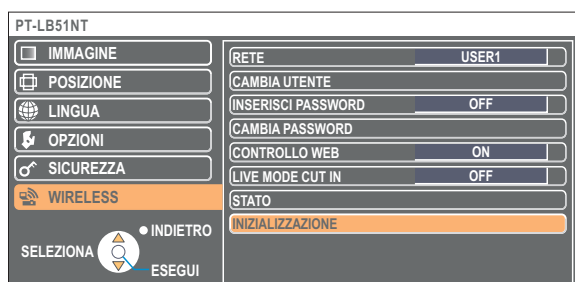 PT-LB51NT
IMMAGINE
POSIZIONE
LINGUA
OPZIONI
SICUREZZA
WIRELESS
INDIETRO
SELEZIONA
ESEGUI
RETE USER1
CAMBIA UTENTE
INSERISCI PASSWORD OFF
CAMBIA PASSWORD
CONTROLLO WEB ON
LIVE MODE CUT IN OFF
STATO
INIZIALIZZAZIONE